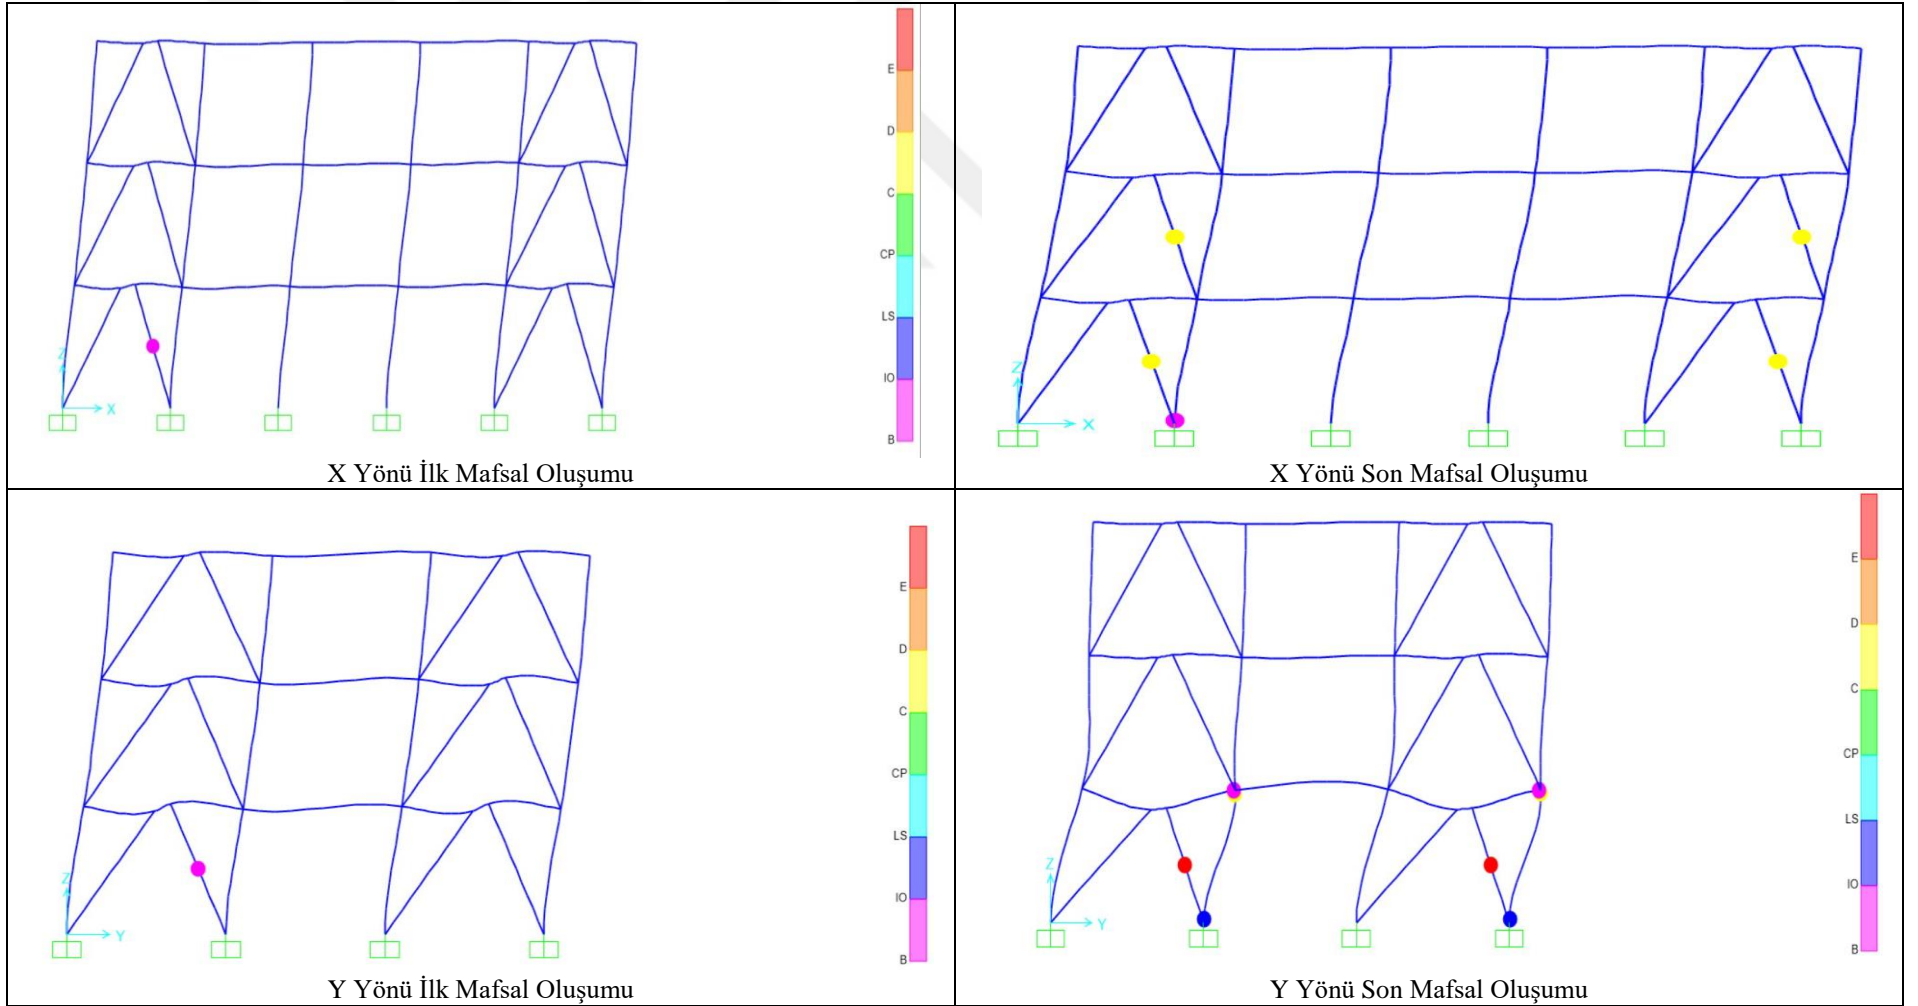 E
D
C
CP
LS
IO
B
Z
X
X Yönü İlk Mafsal Oluşumu
Z
X
X Yönü Son Mafsal Oluşumu
E
D
C
CP
LS
IO
B
Z
Y
Y Yönü İlk Mafsal Oluşumu
E
D
C
CP
LS
IO
B
Z
Y
Y Yönü Son Mafsal Oluşumu